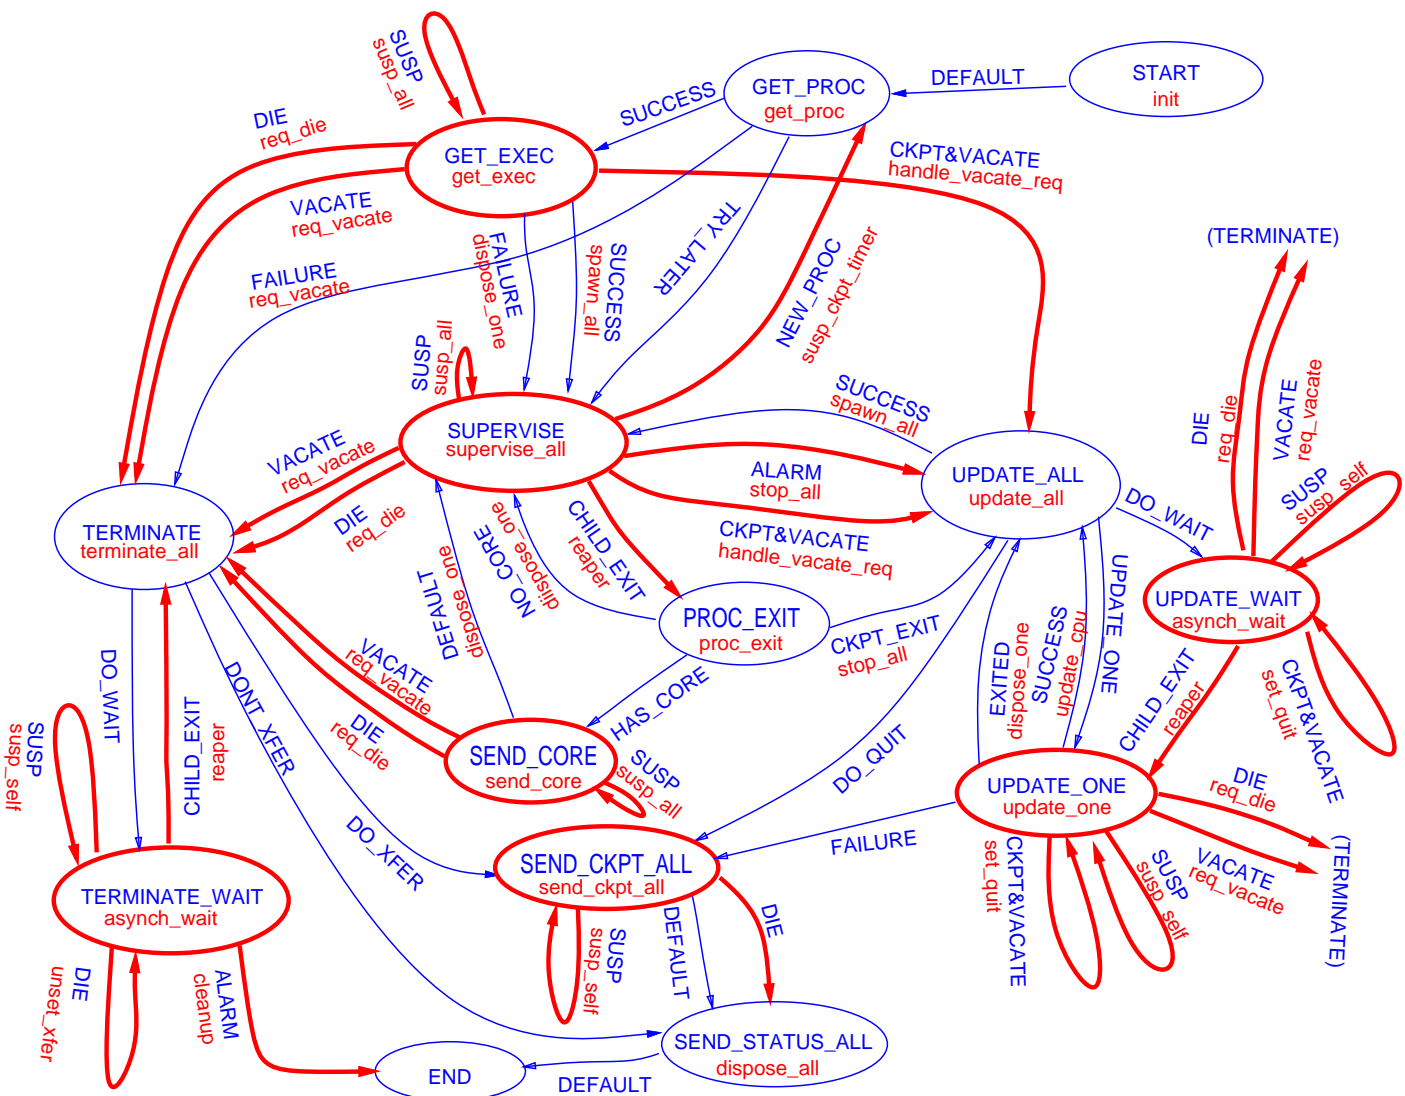 SUSP
susp_all
GET_PROC
get_proc
DEFAULT
START
init
SUCCESS
DIE
req_die
GET_EXEC
get_exec
CKPT&VACATE
handle_vacate_req
VACATE
req_vacate
FAILURE
req_vacate
FAILURE
dispose_one
SUCCESS
spawn_all
TRY_LATER
NEW_PROC
susp_ckpt_timer
(TERMINATE)
SUSP
susp_all
SUCCESS
spawn_all
DIE
req_die
VACATE
req_vacate
SUPERVISE
supervise_all
VACATE
req_vacate
DIE
req_die
ALARM
stop_all
CKPT&VACATE
handle_vacate_req
UPDATE_ALL
update_all
DO_WAIT
SUSP
susp_self
TERMINATE
terminate_all
DEFAULT
dispose_one
NO_CORE
diispose_one
CHILD_EXIT
reaper
PROC_EXIT
proc_exit
CKPT_EXIT
stop_all
EXITED
dispose_one
SUCCESS
update_cpu
UPDATE_ONE
UPDATE_WAIT
asynch_wait
CKPT&VACATE
set_quit
CHILD_EXIT
reaper
DO_WAIT
CHILD_EXIT
reaper
DONT_XFER
VACATE
req_vacate
DIE
req_die
HAS_CORE
SEND_CORE
send_core
SUSP
susp_all
DO_QUIT
SUSP
susp_self
DO_XFER
UPDATE_ONE
update_one
DIE
req_die
VACATE
req_vacate
(TERMINATE)
FAILURE
CKPT&VACATE
set_quit
SUSP
susp_self
SEND_CKPT_ALL
send_ckpt_all
TERMINATE_WAIT
asynch_wait
SUSP
susp_self
DEFAULT
DIE
DIE
unset_xfer
ALARM
cleanup
SEND_STATUS_ALL
dispose_all
END
DEFAULT